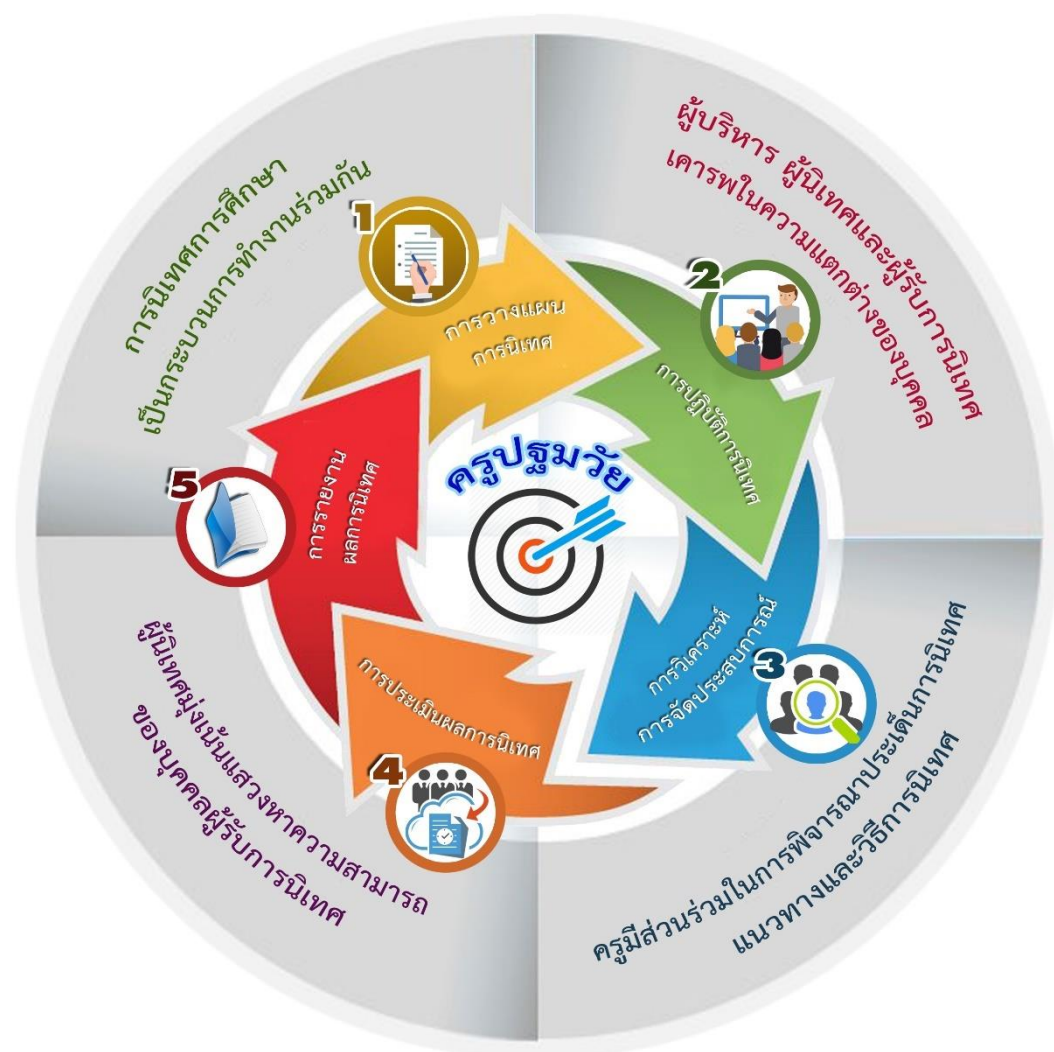 การนิเทศการศึกษา
เป็นกระบวนการทำงานร่วมกัน
ผู้บริหาร ผู้นิเทศและผู้รับการนิเทศ
เคารพในความแตกต่างของบุคคล
1
การวางแผน
การนิเทศ
2
การปฏิบัติการนิเทศ
3
การวิเคราะห์
การจัดประสบการณ์
4
การประเมินผลการนิเทศ
5
การรายงาน
ผลการนิเทศ
ครูปฐมวัย
ผู้นิเทศมุ่งเน้นแสวงหาความสามารถ
ของบุคคลผู้รับการนิเทศ
ครูมีส่วนร่วมในการพิจารณาประเด็นการนิเทศ
แนวทางและวิธีการนิเทศ